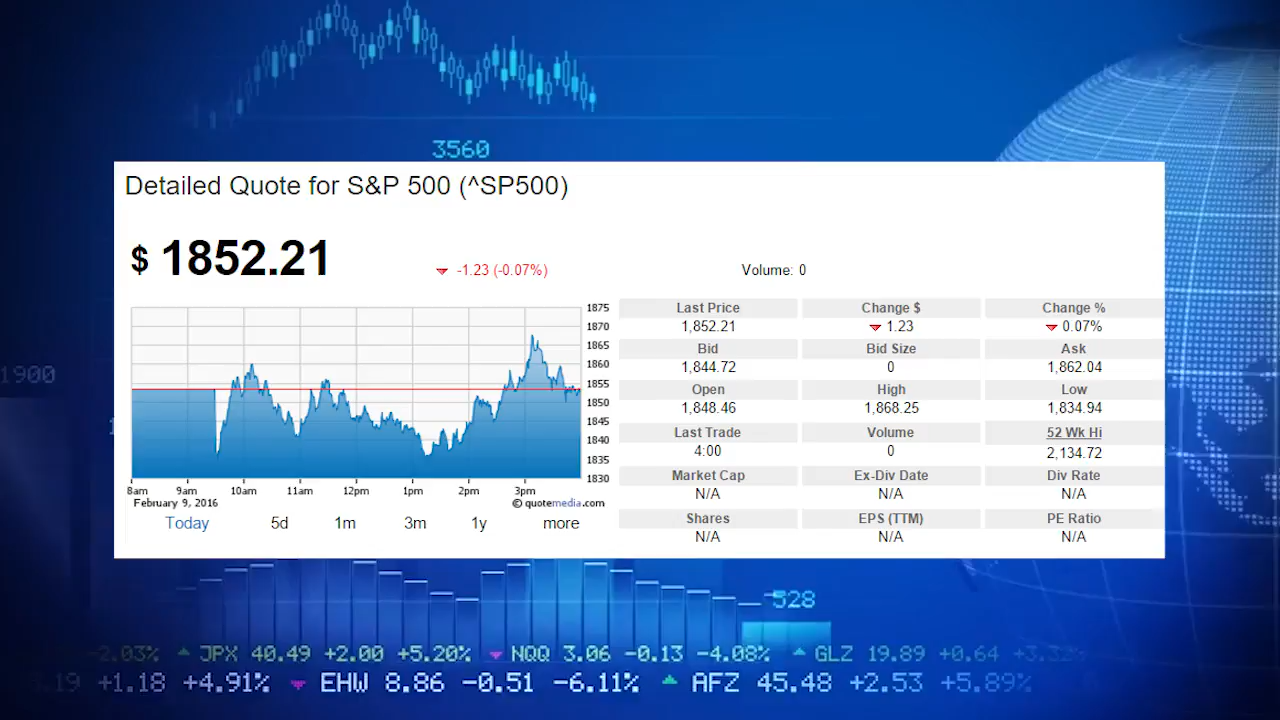 3560
Detailed Quote for S&P 500 (^SP500)
$ 1852.21
-1.23 (-0.07%)
Volume: 0
1875
1870
1865
1860
1855
1850
1845
1840
1835
1830
8am 9am 10am 11am 12pm 1pm 2pm 3pm
February 9, 2016
© quotemedia.com
Today 5d 1m 3m 1y more
Last Price Change $ Change %
1,852.21 1.23 0.07%
Bid Bid Size Ask
1,844.72 0 1,862.04
Open High Low
1,848.46 1,868.25 1,834.94
Last Trade Volume 52 Wk Hi
4:00 0 2,134.72
Market Cap Ex-Div Date Div Rate
N/A N/A N/A
Shares EPS (TTM) PE Ratio
N/A N/A N/A
1900
528
-2.03% JPX 40.49 +2.00 +5.20% NQQ 3.06 -0.13 -4.08% GLZ 19.89 +0.64 +3.32%
.19 +1.18 +4.91% EHW 8.86 -0.51 -6.11% AFZ 45.48 +2.53 +5.89%